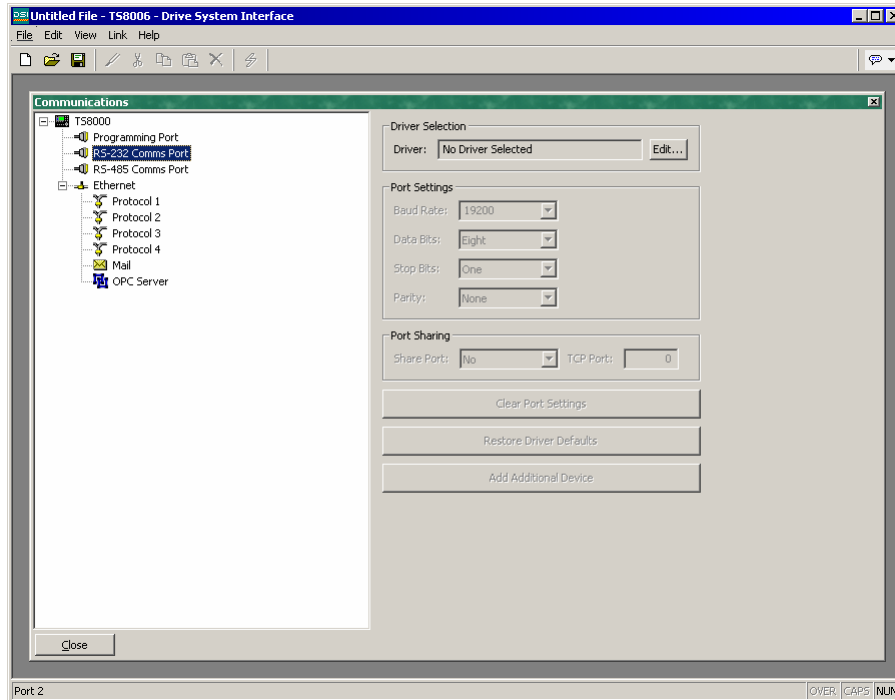 Untitled File - TS8006 - Drive System Interface
File Edit View Link Help
Communications
TS8000
Programming Port
RS-232 Comms Port
RS-485 Comms Port
Ethernet
Protocol 1
Protocol 2
Protocol 3
Protocol 4
Mail
OPC Server
Driver Selection
Driver: No Driver Selected Edit...
Port Settings
Baud Rate: 19200
Data Bits: Eight
Stop Bits: One
Parity: None
Port Sharing
Share Port: No TCP Port: 0
Clear Port Settings
Restore Driver Defaults
Add Additional Device
Close
Port 2 OVER CAPS NUM